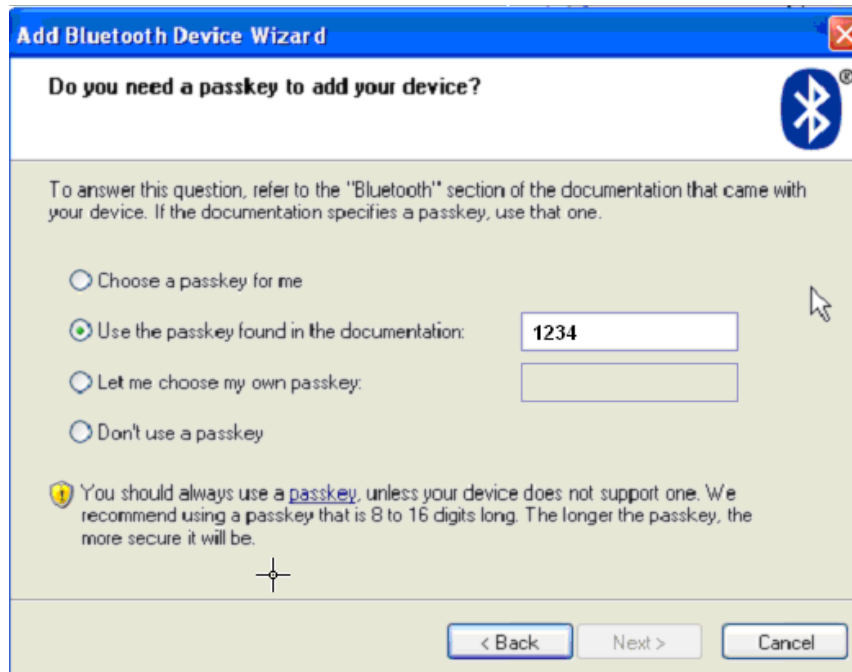 Add Bluetooth Device Wizard
Do you need a passkey to add your device?
®
To answer this question, refer to the "Bluetooth" section of the documentation that came with
your device. If the documentation specifies a passkey, use that one.
Choose a passkey for me
Use the passkey found in the documentation: 1234
Let me choose my own passkey:
Don't use a passkey
You should always use a passkey, unless your device does not support one. We
recommend using a passkey that is 8 to 16 digits long. The longer the passkey, the
more secure it will be.
< Back Next > Cancel